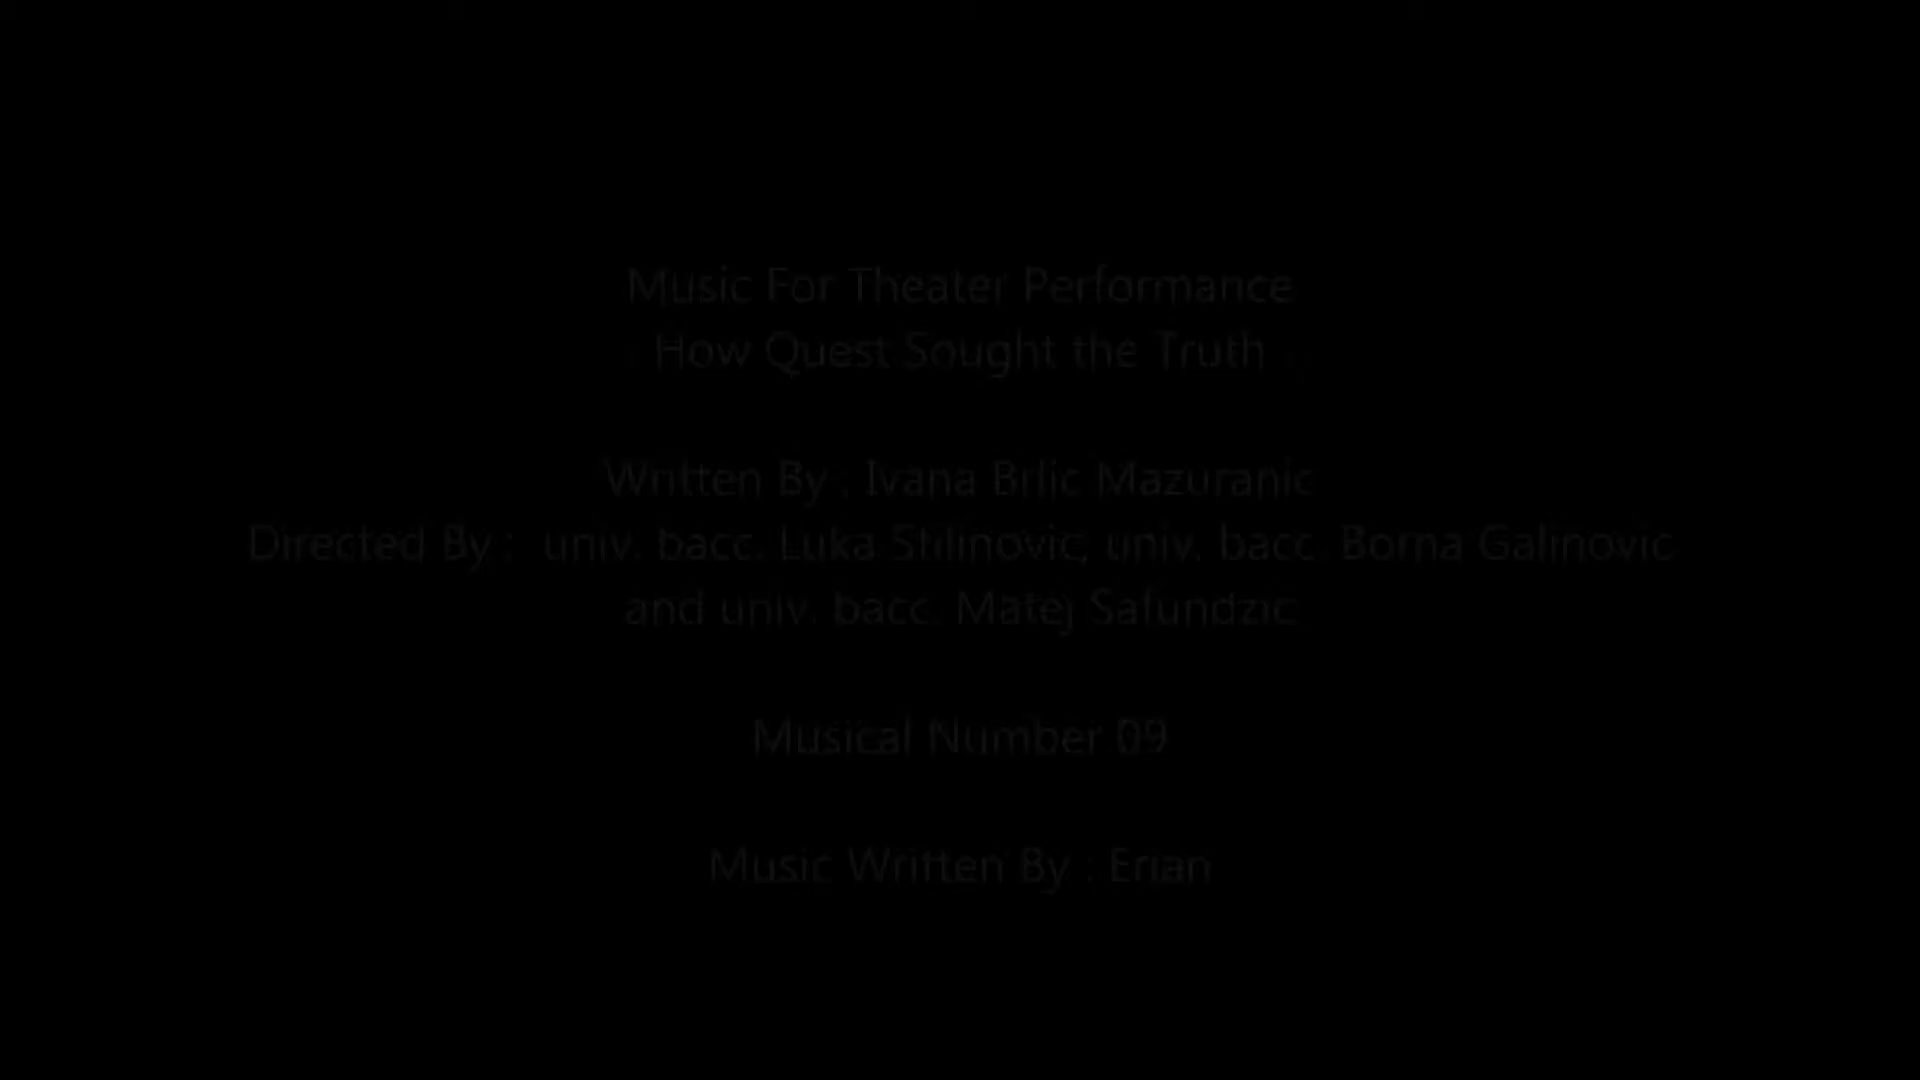 Music For Theater Performance
How Quest Sought the Truth
Written By : Ivana Brlic Mazuranic
Directed By : univ. bacc. Luka Stilinovic, univ. bacc. Borna Galinovic
and univ. bacc. Matej Safundzic
Musical Number 09
Music Written By : Erian